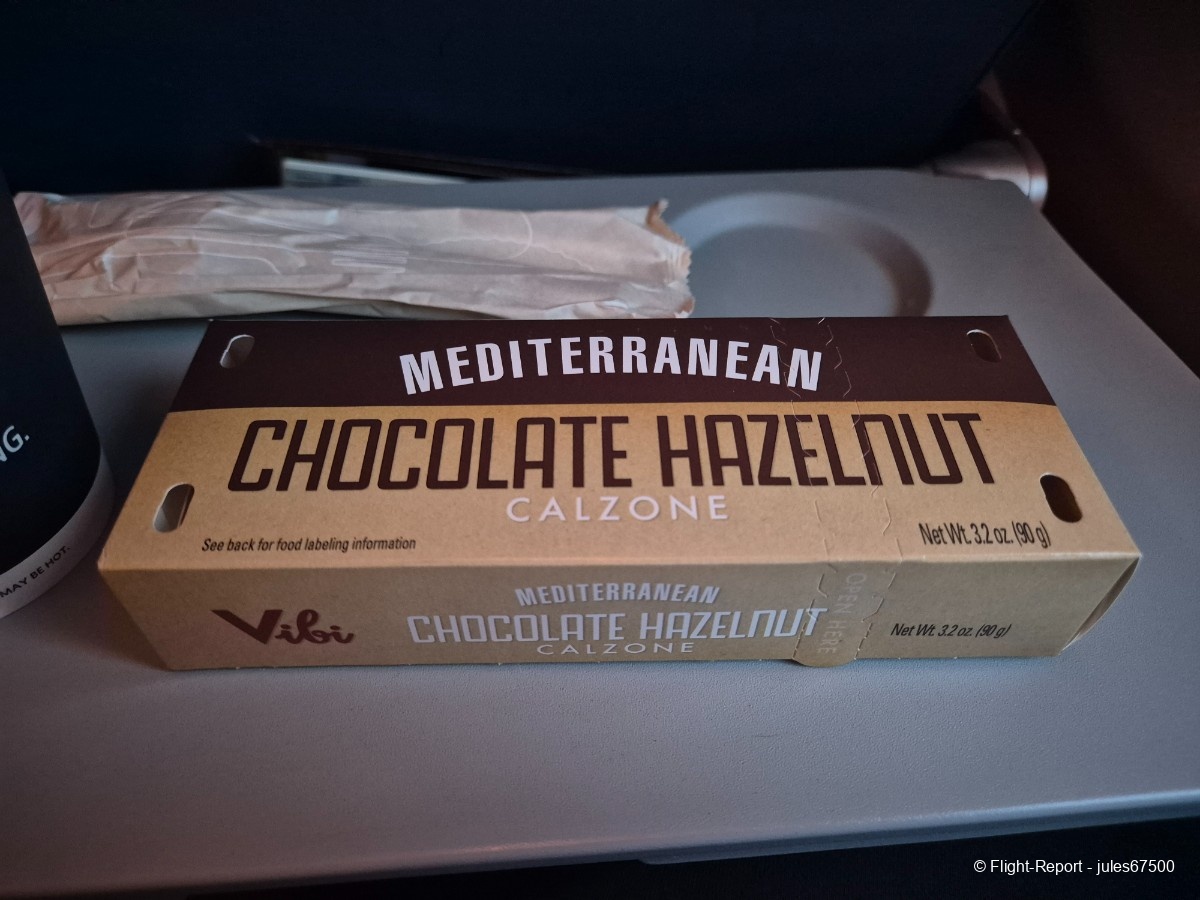 MEDITERRANEAN
CHOCOLATE HAZELNUT
CALZONE
See back for food labeling information
Net Wt. 3.2 oz. (90 g)
Vibi
MEDITERRANEAN
CHOCOLATE HAZELNUT
CALZONE
OPEN HERE
Net Wt. 3.2 oz. (90 g)
NG.
MAY BE HOT.
© Flight-Report - jules67500